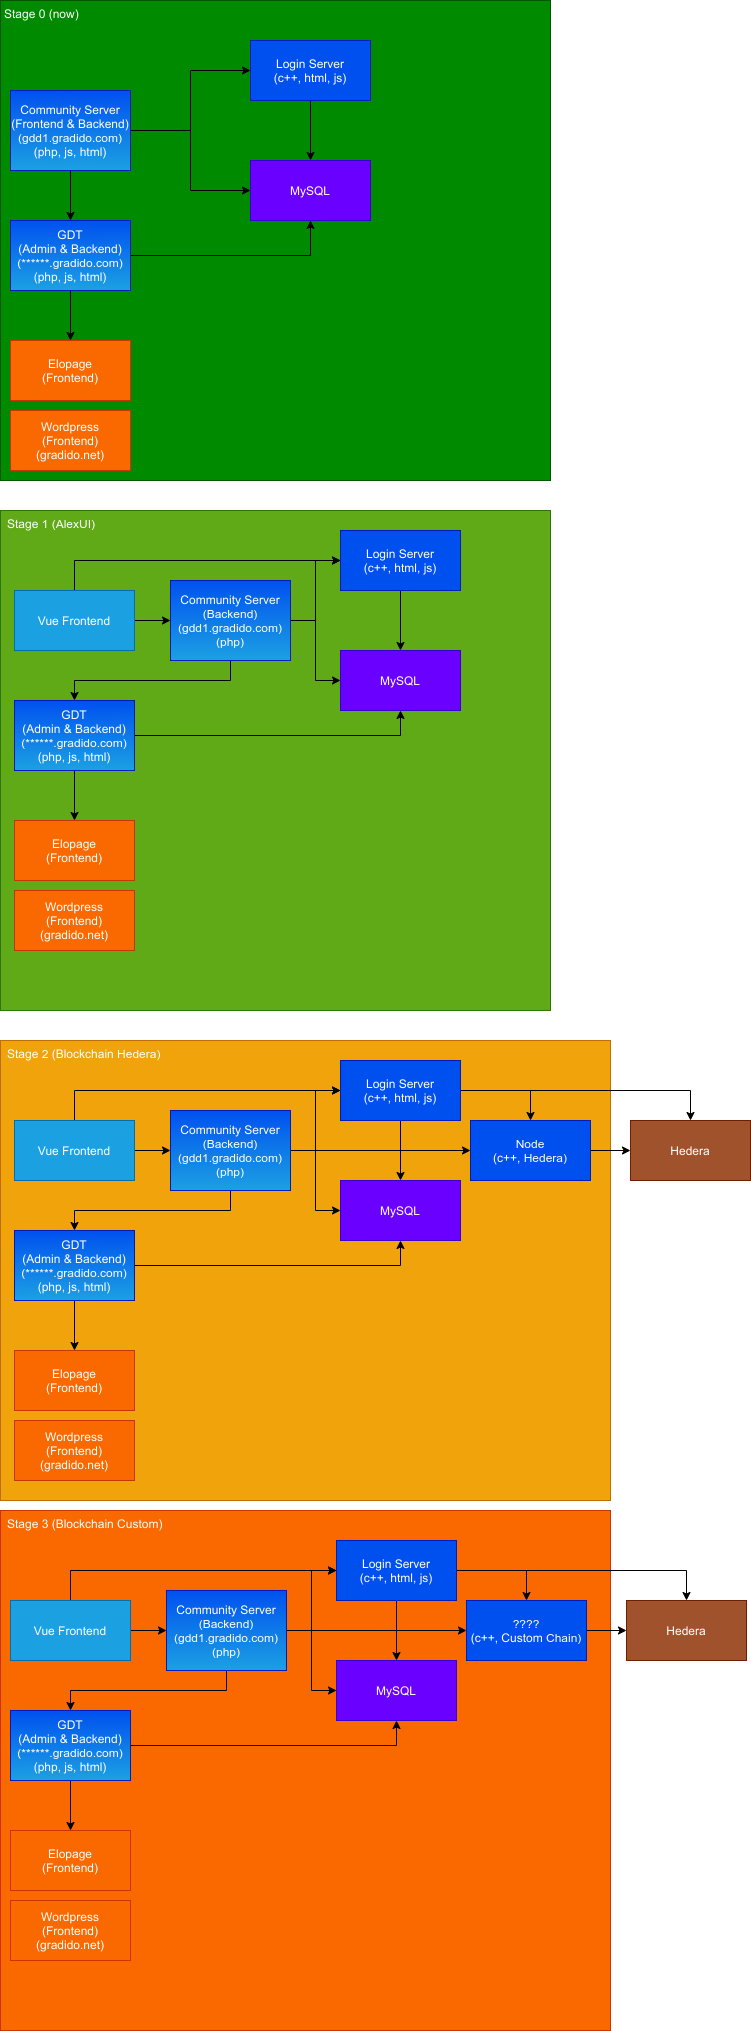 Stage 0 (now)
Login Server
(c++, html, js)
Community Server
(Frontend & Backend)
(gdd1.gradido.com)
(php, js, html)
MySQL
GDT
(Admin & Backend)
(******.gradido.com)
(php, js, html)
Elopage
(Frontend)
Wordpress
(Frontend)
(gradido.net)
Stage 1 (AlexUI)
Login Server
(c++, html, js)
Vue Frontend
Community Server
(Backend)
(gdd1.gradido.com)
(php)
MySQL
GDT
(Admin & Backend)
(******.gradido.com)
(php, js, html)
Elopage
(Frontend)
Wordpress
(Frontend)
(gradido.net)
Stage 2 (Blockchain Hedera)
Login Server
(c++, html, js)
Vue Frontend
Community Server
(Backend)
(gdd1.gradido.com)
(php)
Node
(c++, Hedera)
Hedera
MySQL
GDT
(Admin & Backend)
(******.gradido.com)
(php, js, html)
Elopage
(Frontend)
Wordpress
(Frontend)
(gradido.net)
Stage 3 (Blockchain Custom)
Login Server
(c++, html, js)
Vue Frontend
Community Server
(Backend)
(gdd1.gradido.com)
(php)
????
(c++, Custom Chain)
Hedera
MySQL
GDT
(Admin & Backend)
(******.gradido.com)
(php, js, html)
Elopage
(Frontend)
Wordpress
(Frontend)
(gradido.net)